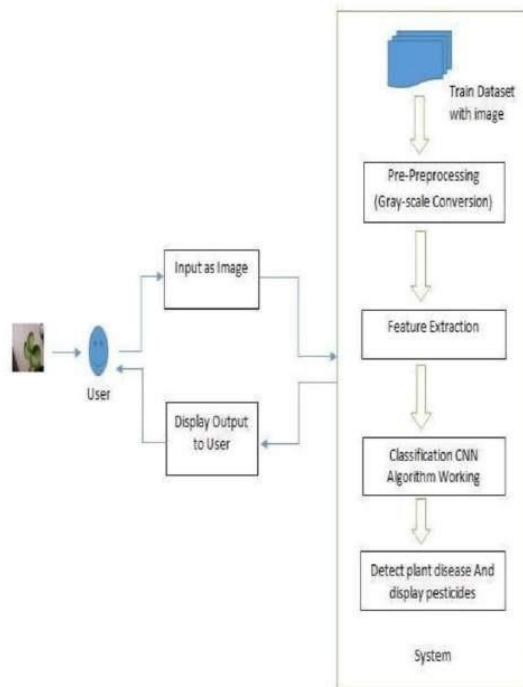 Train Dataset
with image
Pre-Preprocessing
(Gray-scale Conversion)
Input as Image
Feature Extraction
User
Display Output
to User
Classification CNN
Algorithm Working
Detect plant disease And
display pesticides
System